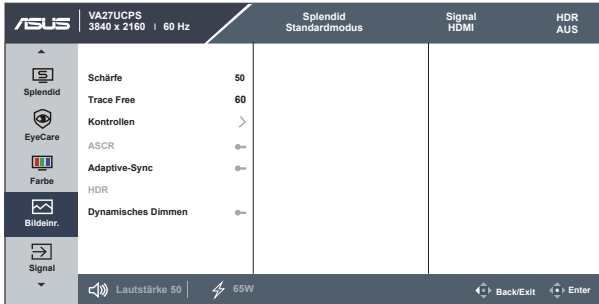 ASUS
VA27UCPS
3840 x 2160 | 60 Hz
Splendid
Standardmodus
Signal
HDMI
HDR
AUS
Splendid
EyeCare
Farbe
Bildeinr.
Signal
Schärfe 50
Trace Free 60
Kontrollen
ASCR
Adaptive-Sync
HDR
Dynamisches Dimmen
Lautstärke 50 65W Back/Exit Enter